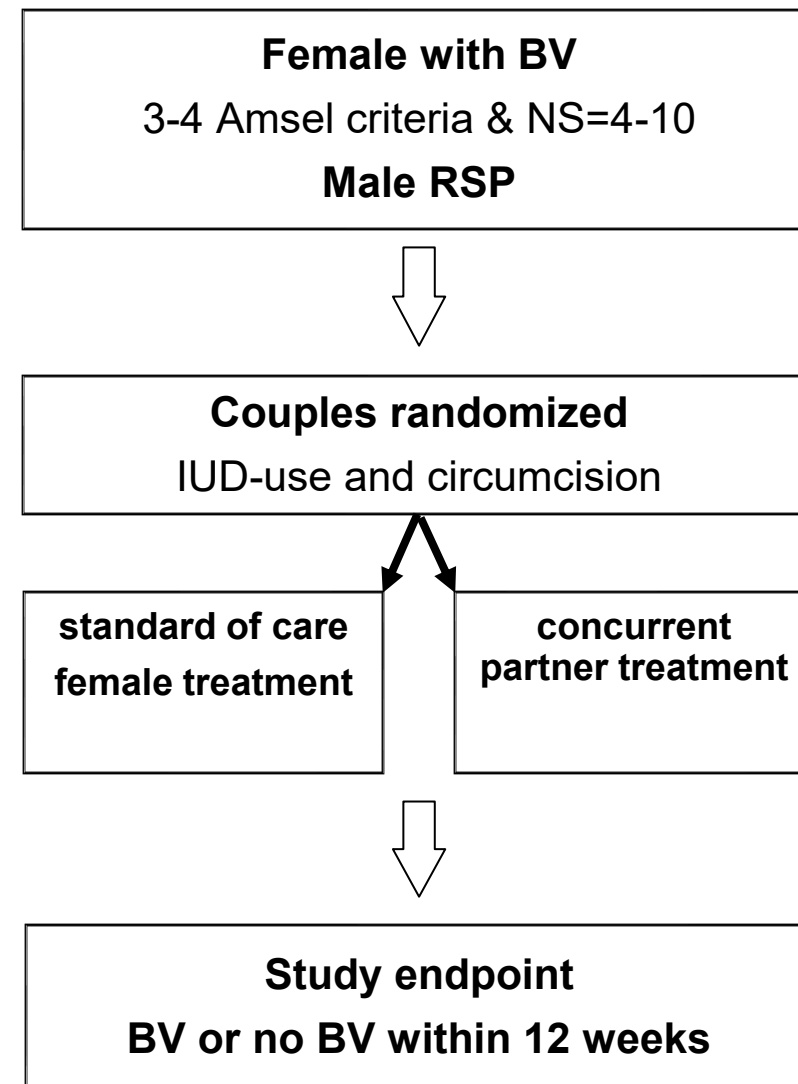 Female with BV
3-4 Amsel criteria & NS=4-10
Male RSP
Couples randomized
IUD-use and circumcision
standard of care
female treatment
concurrent
partner treatment
Study endpoint
BV or no BV within 12 weeks